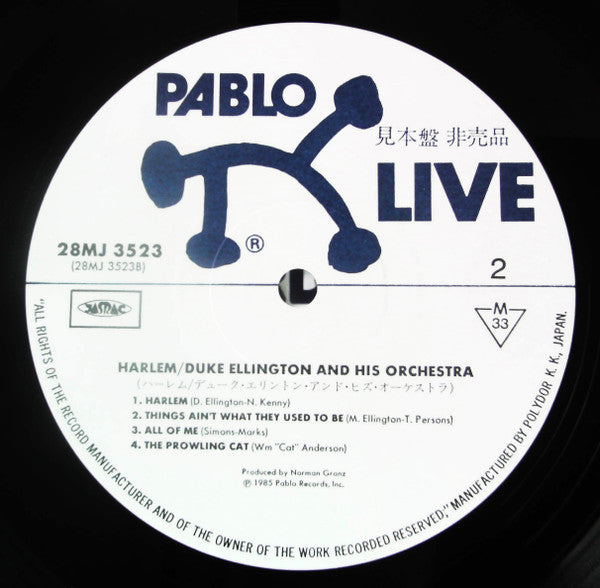 PABLO
見本盤 非売品
LIVE
®
28MJ 3523
(28MJ 3523B)
2
JASRAC
M
33
HARLEM/DUKE ELLINGTON AND HIS ORCHESTRA
(ハーレム/デューク・エリントン・アンド・ヒズ・オーケストラ)
1. HARLEM (D. Ellington-N. Kenny)
2. THINGS AIN'T WHAT THEY USED TO BE (M. Ellington-T. Persons)
3. ALL OF ME (Simons-Marks)
4. THE PROWLING CAT (Wm "Cat" Anderson)
Produced by Norman Granz
℗ 1985 Pablo Records, Inc.
"ALL RIGHTS OF THE RECORD MANUFACTURER AND OF THE OWNER OF THE WORK RECORDED RESERVED," MANUFACTURED BY POLYDOR K. K., JAPAN.